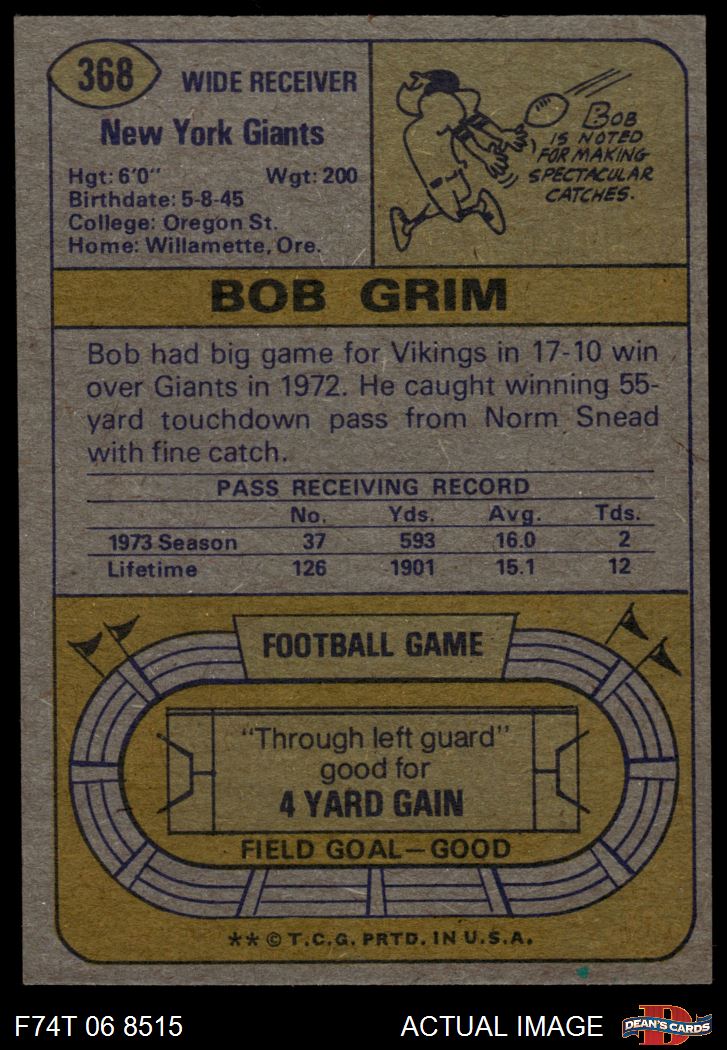 368
WIDE RECEIVER
New York Giants
Hgt: 6'0" Wgt: 200
Birthdate: 5-8-45
College: Oregon St.
Home: Willamette, Ore.
BOB
IS NOTED
FOR MAKING
SPECTACULAR
CATCHES.
BOB GRIM
Bob had big game for Vikings in 17-10 win
over Giants in 1972. He caught winning 55-
yard touchdown pass from Norm Snead
with fine catch.
PASS RECEIVING RECORD
No. Yds. Avg. Tds.
1973 Season 37 593 16.0 2
Lifetime 126 1901 15.1 12
FOOTBALL GAME
"Through left guard"
good for
4 YARD GAIN
FIELD GOAL—GOOD
** © T.C.G. PRTD. IN U.S.A.
F74T 06 8515 ACTUAL IMAGE
D
DEAN'S CARDS